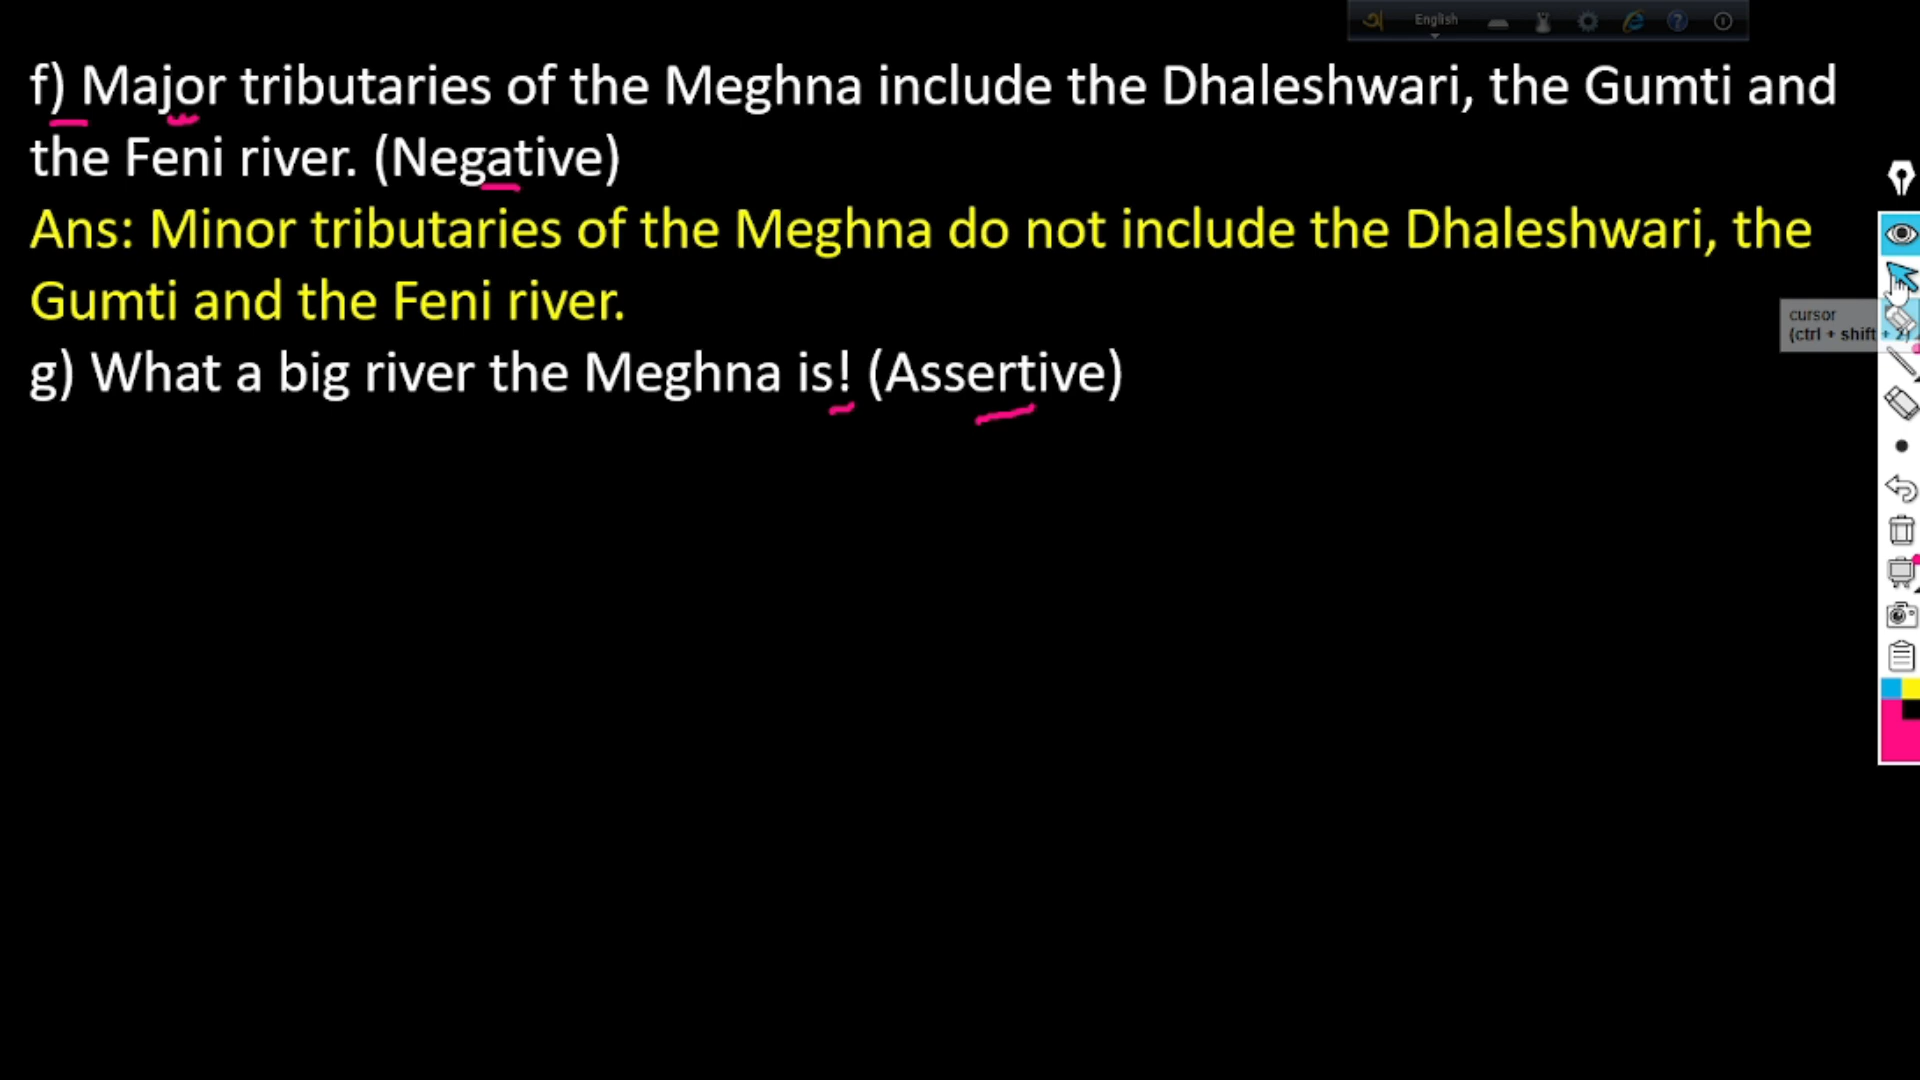 English
f) Major tributaries of the Meghna include the Dhaleshwari, the Gumti and
the Feni river. (Negative)
Ans: Minor tributaries of the Meghna do not include the Dhaleshwari, the
Gumti and the Feni river.
cursor
(ctrl + shift + 2)
g) What a big river the Meghna is! (Assertive)